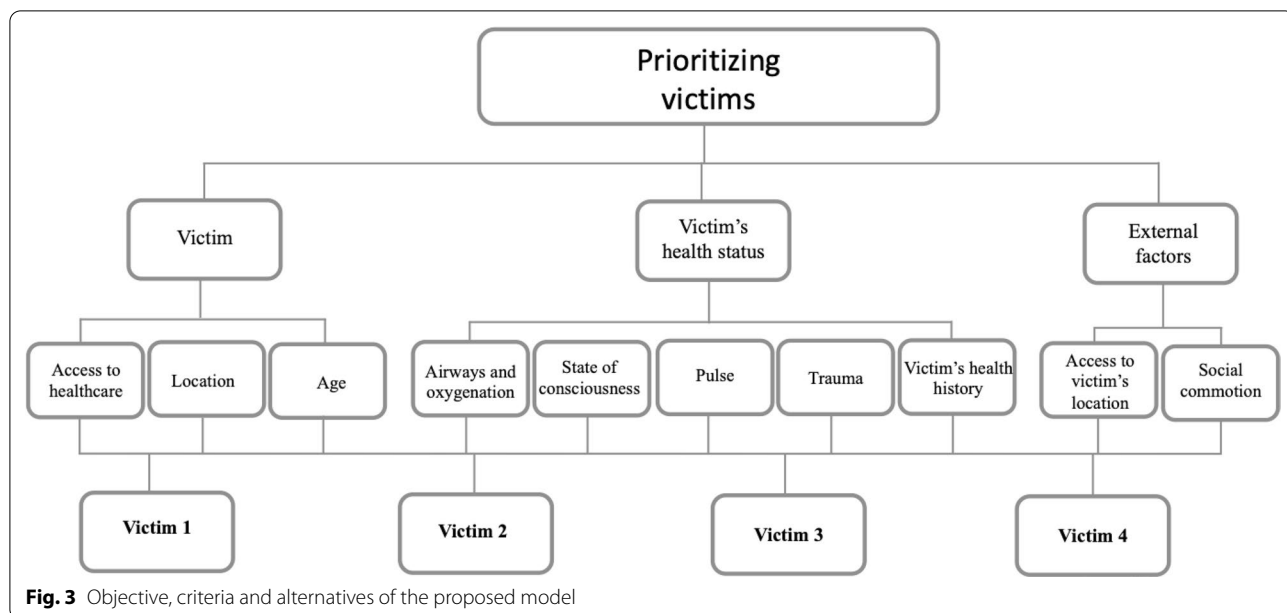 Prioritizing
victims
Victim
Victim's
health status
External
factors
Access to
healthcare
Location
Age
Airways and
oxygenation
State of
consciousness
Pulse
Trauma
Victim's health
history
Access to
victim's
location
Social
commotion
Victim 1
Victim 2
Victim 3
Victim 4
Fig. 3 Objective, criteria and alternatives of the proposed model